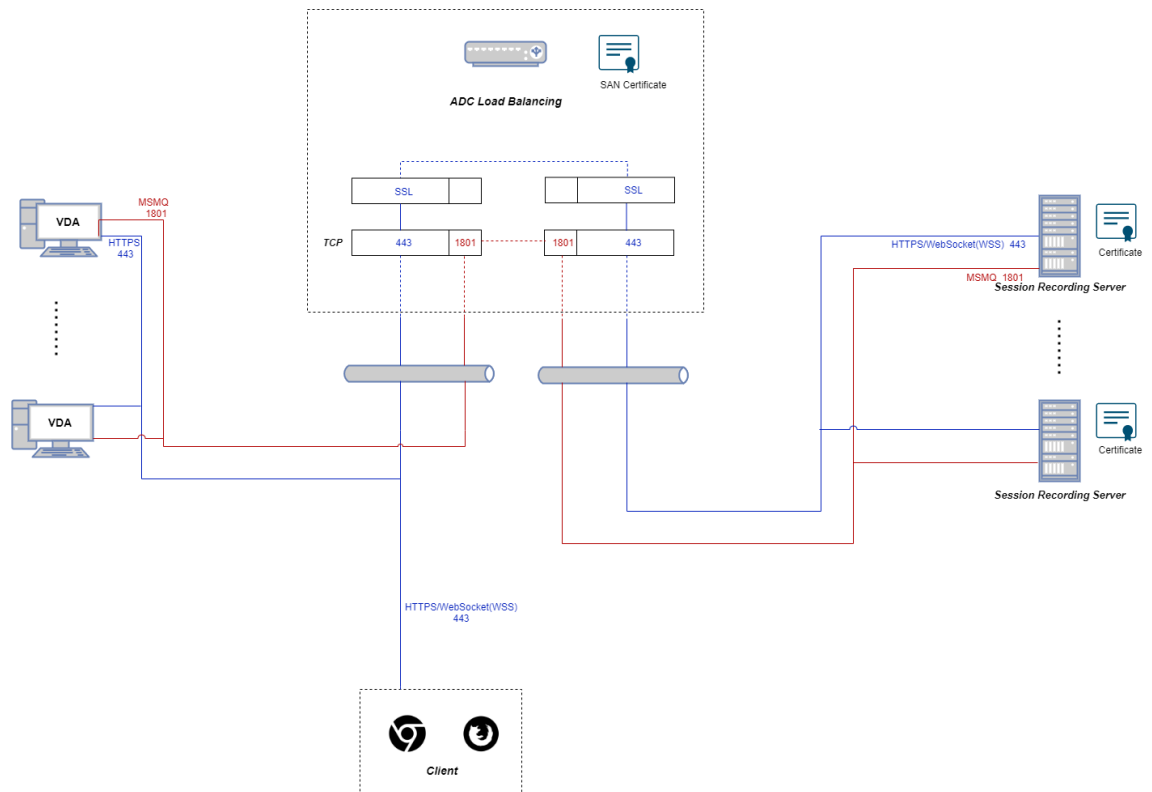 SAN Certificate
ADC Load Balancing
SSL
SSL
TCP
443
1801
1801
443
VDA
MSMQ
1801
HTTPS
443
VDA
HTTPS/WebSocket(WSS) 443
Certificate
MSMQ 1801
Session Recording Server
Certificate
Session Recording Server
HTTPS/WebSocket(WSS)
443
Client